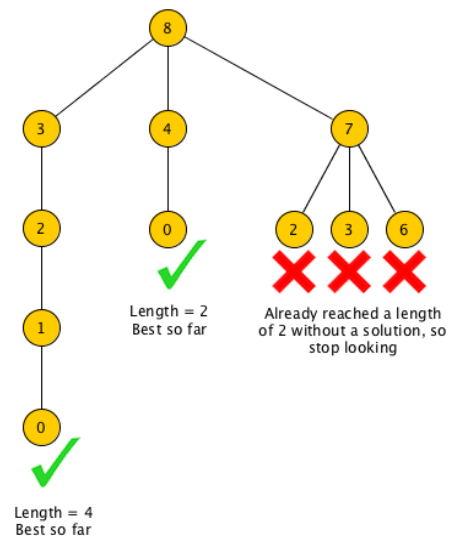 8
3 4 7
2 0 2 3 6
Length = 2
Best so far
Already reached a length
of 2 without a solution, so
stop looking
1
0
Length = 4
Best so far